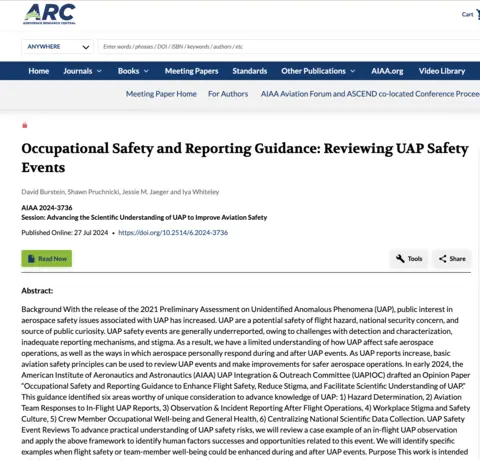 ARC
AEROSPACE RESEARCH CENTRAL
Cart
ANYWHERE
Enter words / phrases / DOI / ISBN / keywords / authors / etc
Home Journals Books Meeting Papers Standards Other Publications AIAA.org Video Library
Meeting Paper Home For Authors AIAA Aviation Forum and ASCEND co-located Conference Procee
Occupational Safety and Reporting Guidance: Reviewing UAP Safety
Events
David Burstein, Shawn Pruchnicki, Jessie M. Jaeger and Iya Whiteley
AIAA 2024-3736
Session: Advancing the Scientific Understanding of UAP to Improve Aviation Safety
Published Online: 27 Jul 2024 • https://doi.org/10.2514/6.2024-3736
Read Now Tools Share
Abstract:
Background With the release of the 2021 Preliminary Assessment on Unidentified Anomalous Phenomena (UAP), public interest in
aerospace safety issues associated with UAP has increased. UAP are a potential safety of flight hazard, national security concern, and
source of public curiosity. UAP safety events are generally underreported, owing to challenges with detection and characterization,
inadequate reporting mechanisms, and stigma. As a result, we have a limited understanding of how UAP affect safe aerospace
operations, as well as the ways in which aerospace personally respond during and after UAP events. As UAP reports increase, basic
aviation safety principles can be used to review UAP events and make improvements for safer aerospace operations. In early 2024, the
American Institute of Aeronautics and Astronautics (AIAA) UAP Integration & Outreach Committee (UAPIOC) drafted an Opinion Paper
"Occupational Safety and Reporting Guidance to Enhance Flight Safety, Reduce Stigma, and Facilitate Scientific Understanding of UAP."
This guidance identified six areas worthy of unique consideration to advance knowledge of UAP: 1) Hazard Determination, 2) Aviation
Team Responses to In-Flight UAP Reports, 3) Observation & Incident Reporting After Flight Operations, 4) Workplace Stigma and Safety
Culture, 5) Crew Member Occupational Well-being and General Health, 6) Centralizing National Scientific Data Collection. UAP Safety
Event Reviews To advance practical understanding of UAP safety risks, we will review a case example of an in-flight UAP observation
and apply the above framework to identify human factors successes and opportunities related to this event. We will identify specific
examples when flight safety or team-member well-being could be enhanced during and after UAP events. Purpose This work is intended